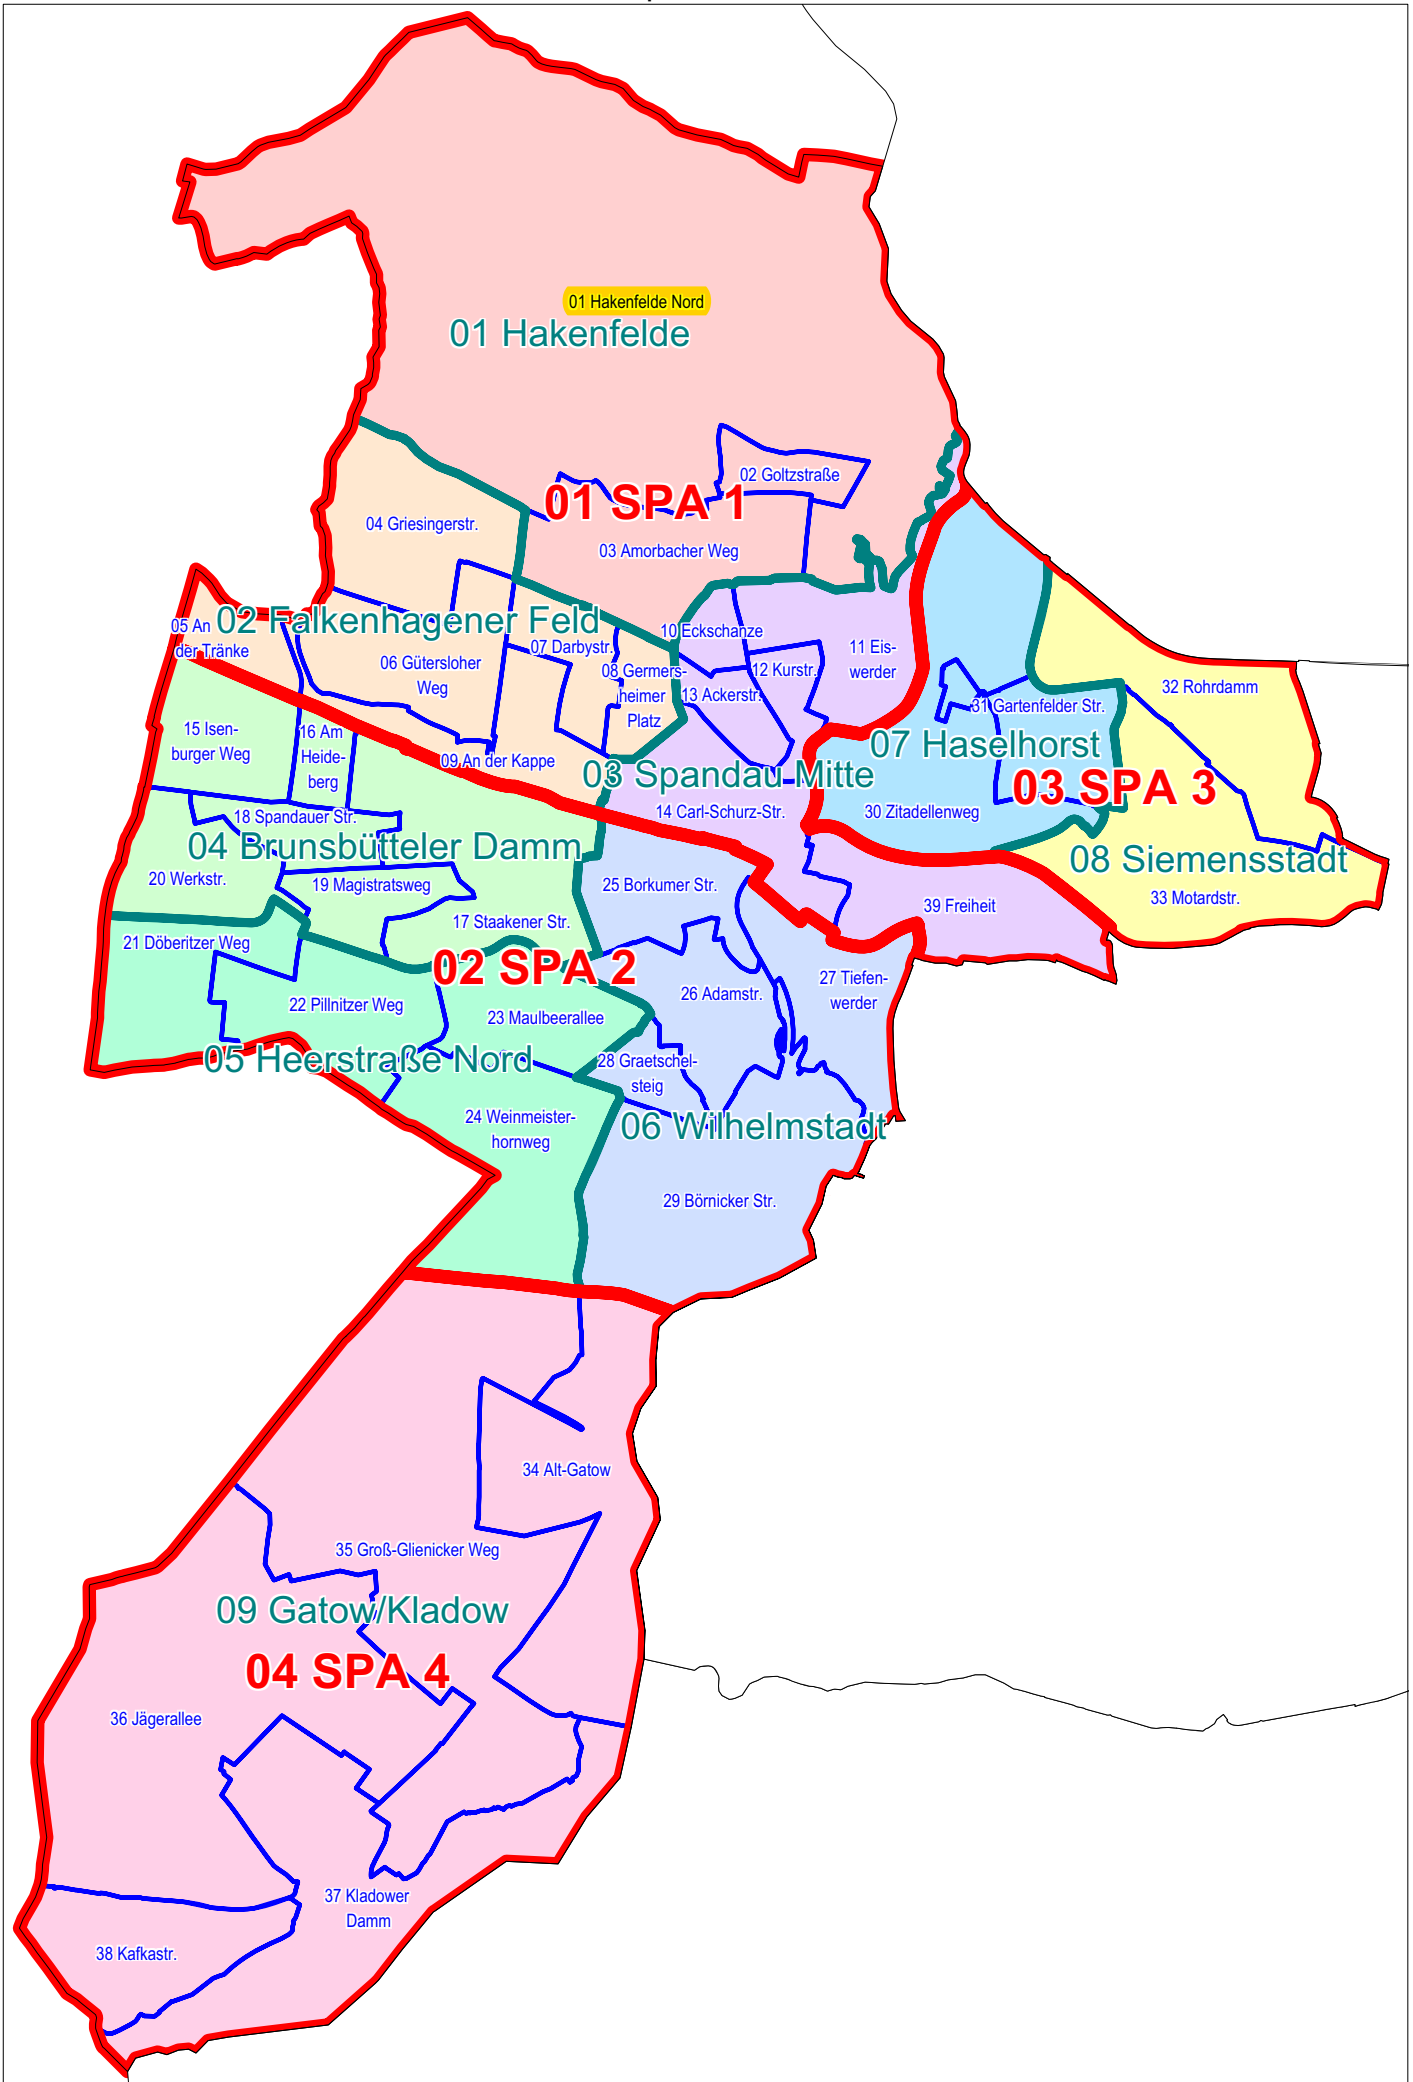 01 Hakenfelde Nord
01 Hakenfelde
02 Goltzstraße
01 SPA 1
04 Griesingerstr.
03 Amorbacher Weg
02 Falkenhagener Feld
05 An
der Tränke
10 Eckschanze
07 Darbystr.
11 Eis-
werder
06 Gütersloher
Weg
08 Germers-
heimer
Platz
12 Kurstr.
13 Ackerstr.
32 Rohrdamm
31 Gartenfelder Str.
15 Isen-
burger Weg
16 Am
Heide-
berg
09 An der Kappe
07 Haselhorst
03 Spandau Mitte
03 SPA 3
14 Carl-Schurz-Str.
30 Zitadellenweg
18 Spandauer Str.
04 Brunsbütteler Damm
08 Siemensstadt
20 Werkstr.
19 Magistratsweg
25 Borkumer Str.
33 Motardstr.
39 Freiheit
17 Staakener Str.
21 Döberitzer Weg
02 SPA 2
27 Tiefen-
werder
26 Adamstr.
22 Pillnitzer Weg
23 Maulbeerallee
05 Heerstraße Nord
28 Graetschel-
steig
24 Weinmeister-
hornweg
06 Wilhelmstadt
29 Börnicker Str.
34 Alt-Gatow
35 Groß-Glienicker Weg
09 Gatow/Kladow
04 SPA 4
36 Jägerallee
37 Kladower
Damm
38 Kafkastr.